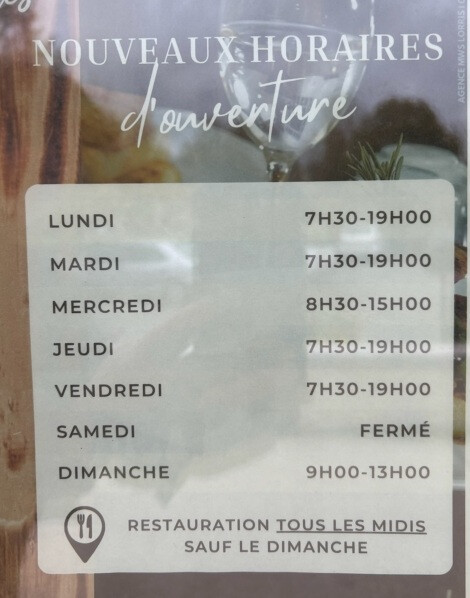 NOUVEAUX HORAIRES
d'ouverture
LUNDI 7H30-19H00
MARDI 7H30-19H00
MERCREDI 8H30-15H00
JEUDI 7H30-19H00
VENDREDI 7H30-19H00
SAMEDI FERMÉ
DIMANCHE 9H00-13H00
RESTAURATION TOUS LES MIDIS
SAUF LE DIMANCHE